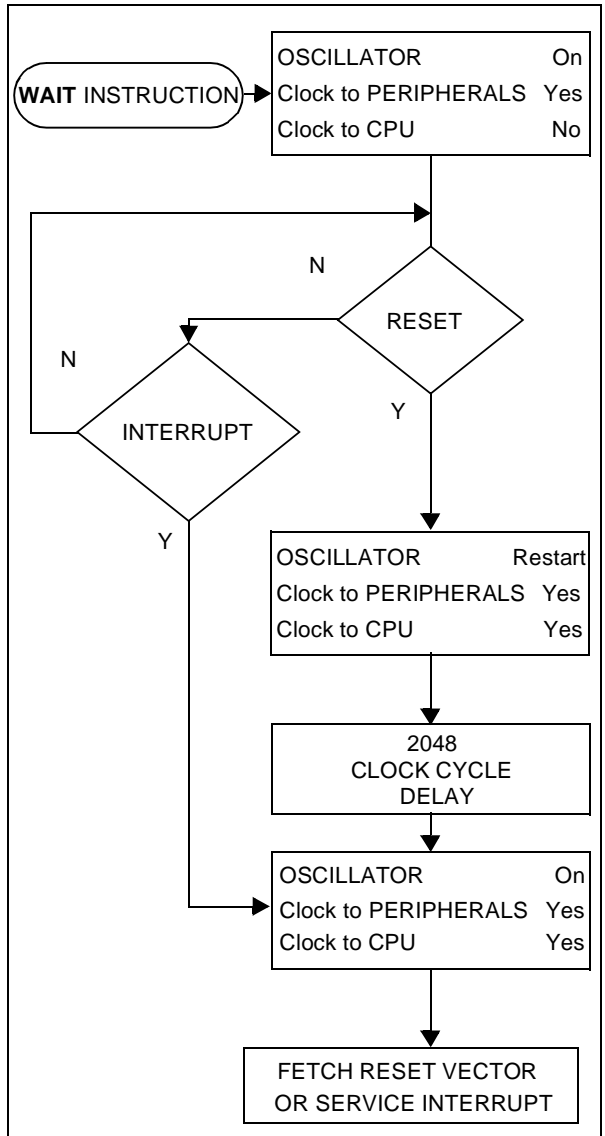 WAIT INSTRUCTION
OSCILLATOR On
Clock to PERIPHERALS Yes
Clock to CPU No
N
RESET
N
INTERRUPT
Y
Y
OSCILLATOR Restart
Clock to PERIPHERALS Yes
Clock to CPU Yes
2048
CLOCK CYCLE
DELAY
OSCILLATOR On
Clock to PERIPHERALS Yes
Clock to CPU Yes
FETCH RESET VECTOR
OR SERVICE INTERRUPT